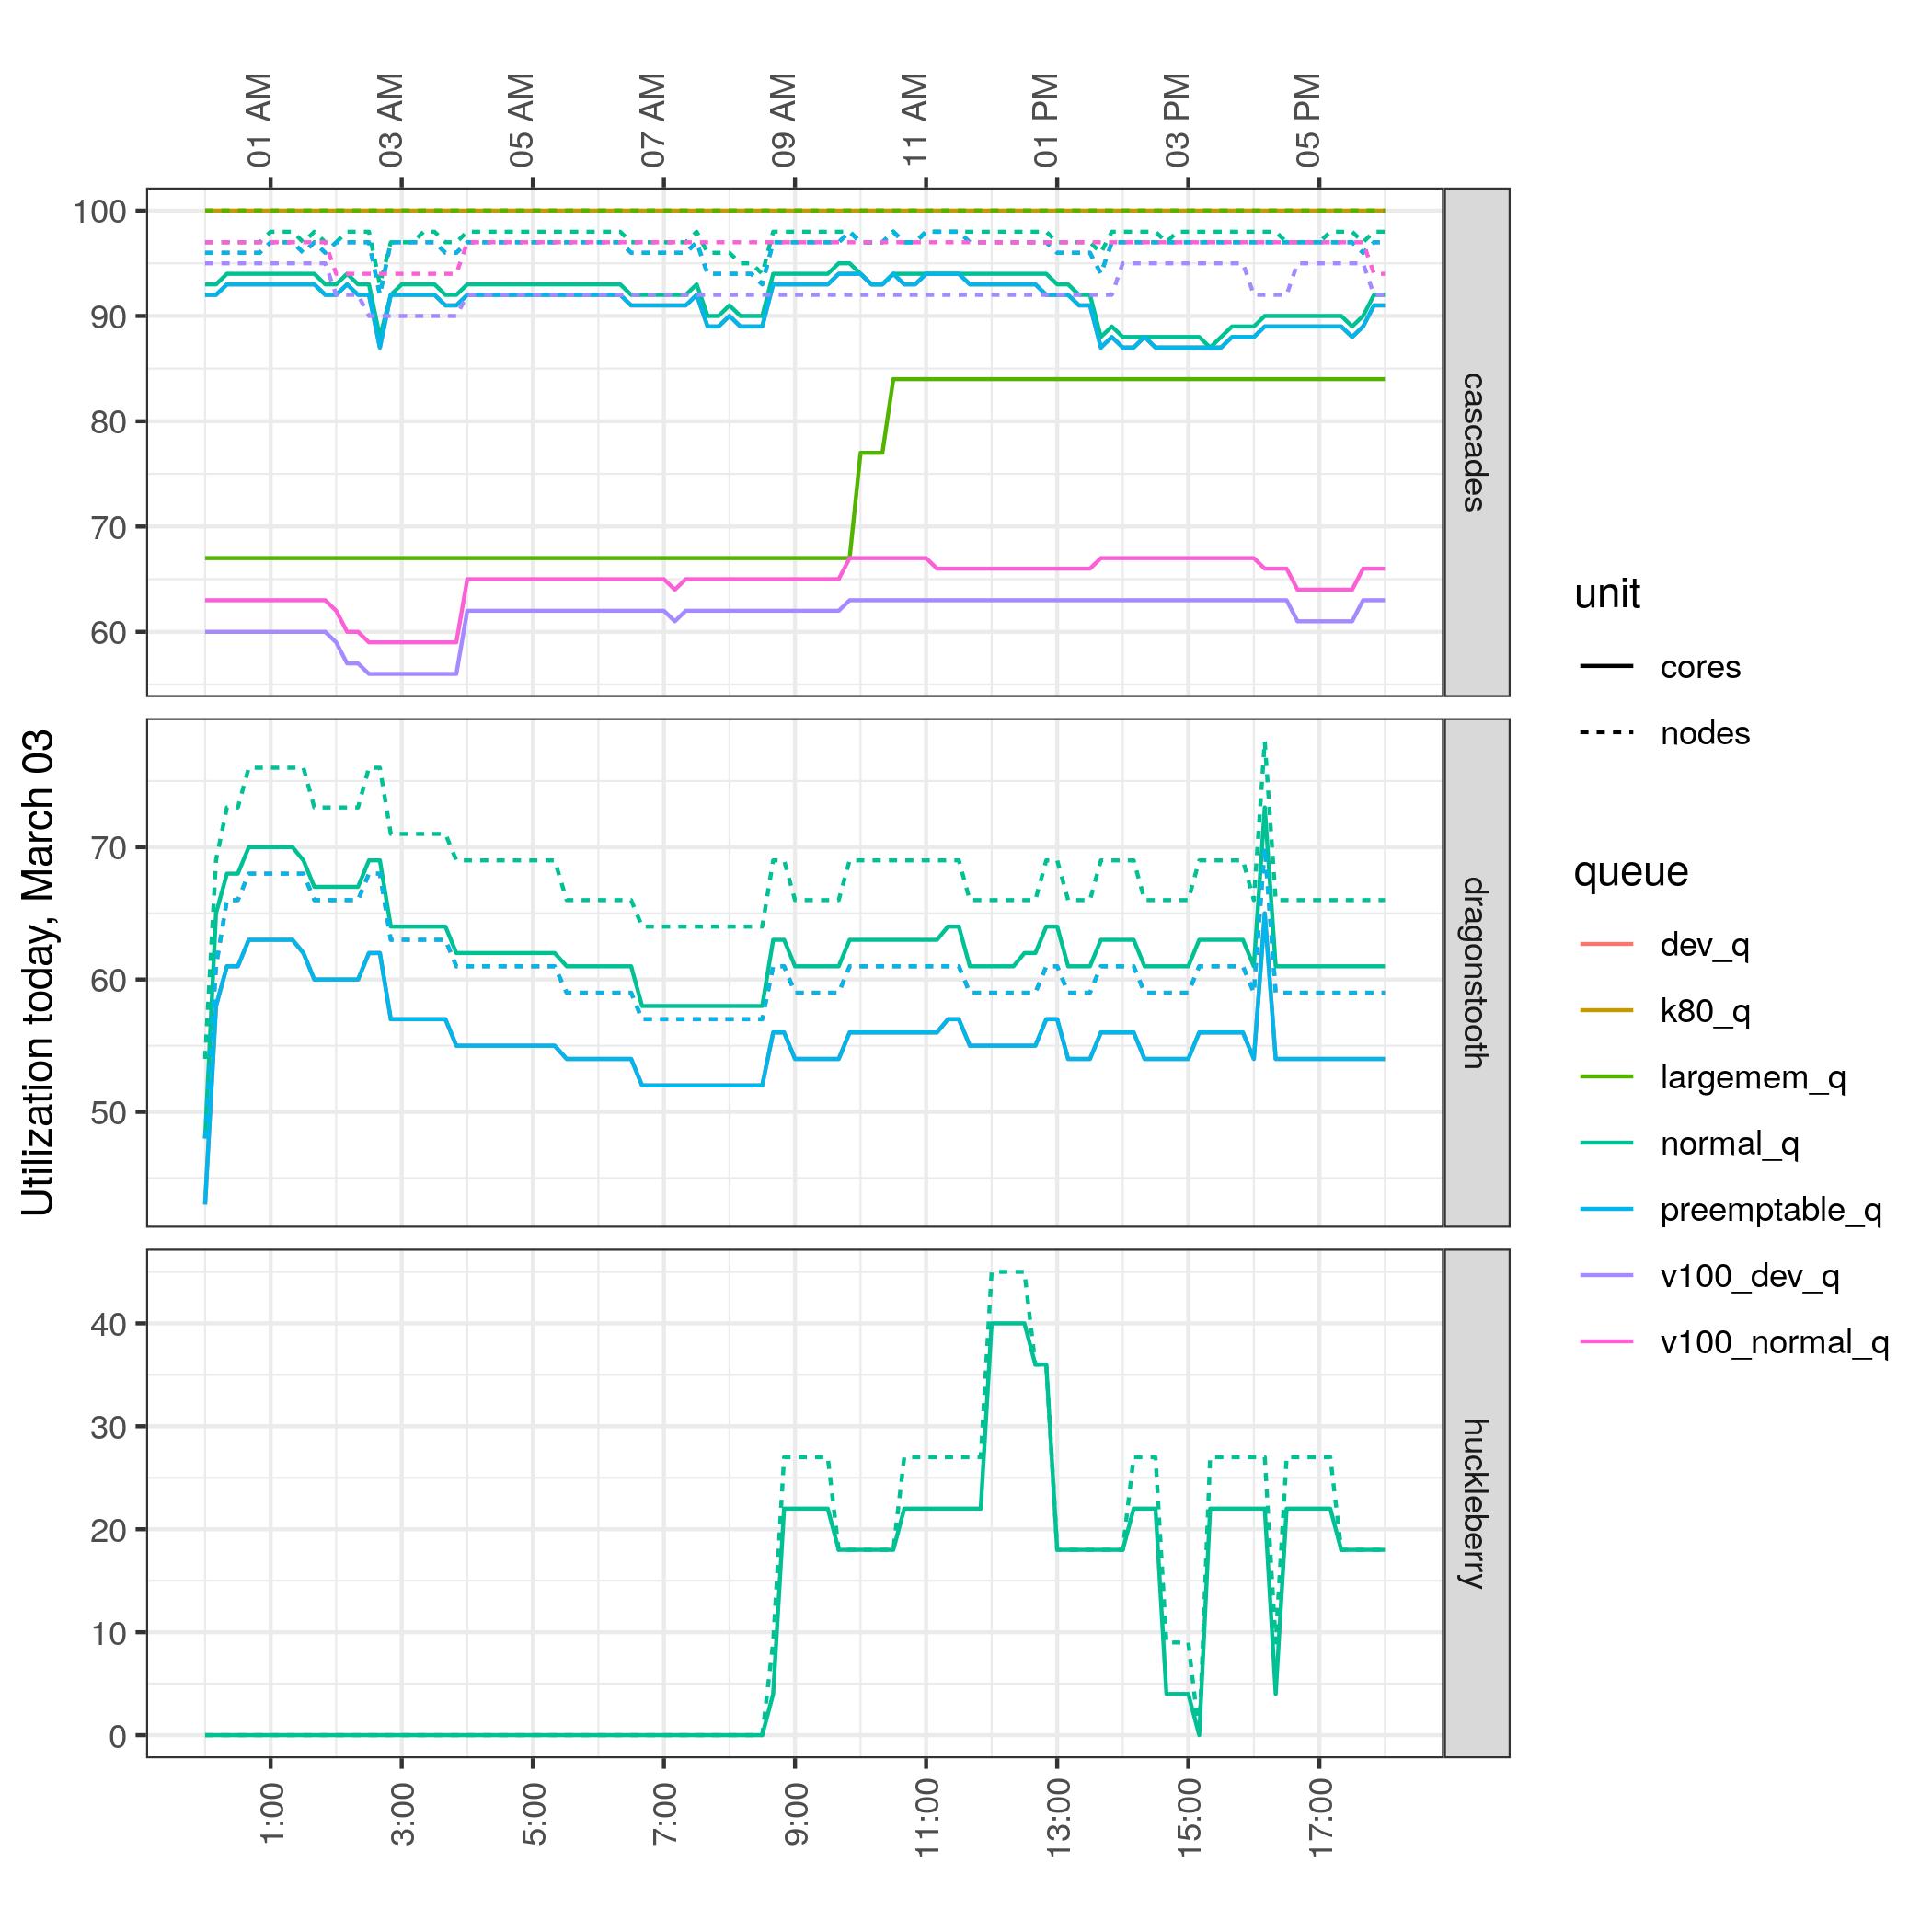 01 AM
03 AM
05 AM
07 AM
09 AM
11 AM
01 PM
03 PM
05 PM
Utilization today, March 03
100
90
80
70
60
cascades
70
60
50
dragonstooth
40
30
20
10
0
huckleberry
1:00
3:00
5:00
7:00
9:00
11:00
13:00
15:00
17:00
unit
cores
nodes
queue
dev_q
k80_q
largemem_q
normal_q
preemptable_q
v100_dev_q
v100_normal_q